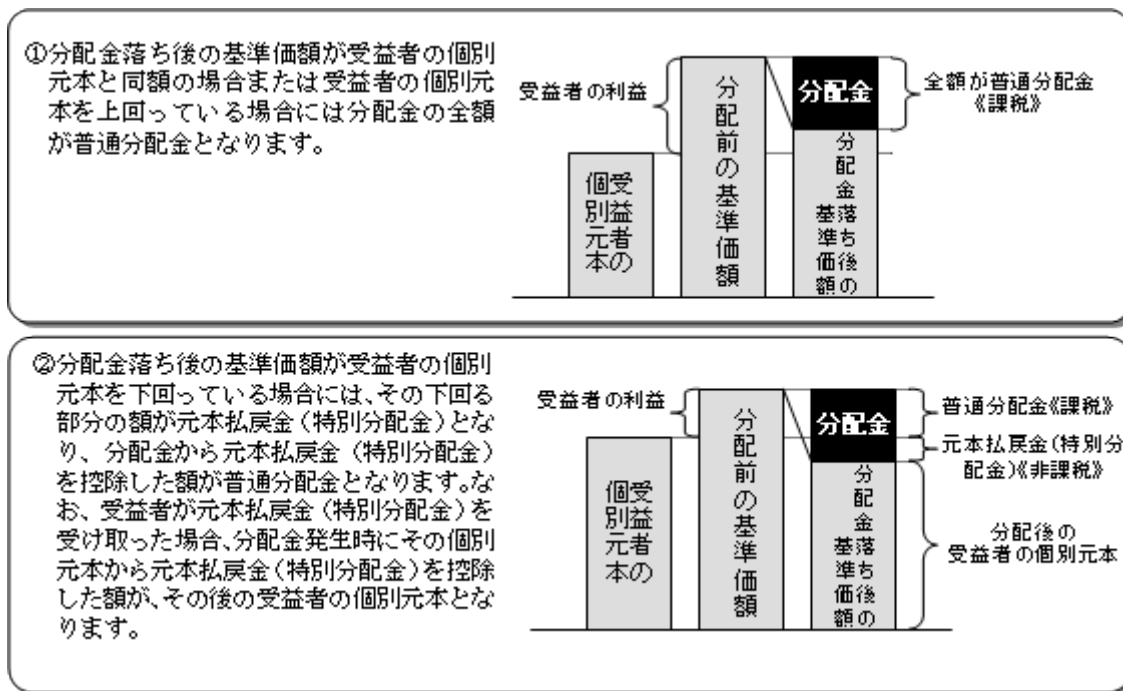 ①分配金落ち後の基準価額が受益者の個別
元本と同額の場合または受益者の個別元
本を上回っている場合には分配金の全額
が普通分配金となります。
受益者の利益
個別元本
受益者の
分配前の基準価額
分配金
分配金落ち後の
基準価額
全額が普通分配金
《課税》
②分配金落ち後の基準価額が受益者の個別
元本を下回っている場合には、その下回る
部分の額が元本払戻金（特別分配金）とな
り、分配金から元本払戻金（特別分配金）
を控除した額が普通分配金となります。な
お、受益者が元本払戻金（特別分配金）を
受け取った場合、分配金発生時にその個別
元本から元本払戻金（特別分配金）を控除
した額が、その後の受益者の個別元本とな
ります。
受益者の利益
受益者の
個別元本
分配前の基準価額
分配金
分配金落ち後の
基準価額
普通分配金《課税》
元本払戻金（特別分
配金）《非課税》
分配後の
受益者の個別元本